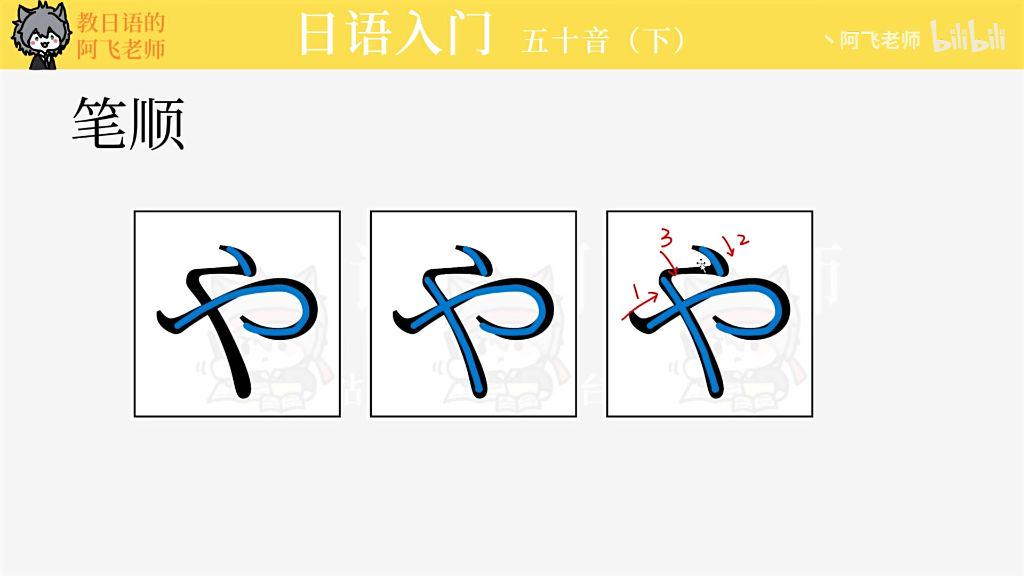 教日语的
阿飞老师
日语入门 五十音（下）
丶阿飞老师 bilibili
笔顺
や や や
3 2
1